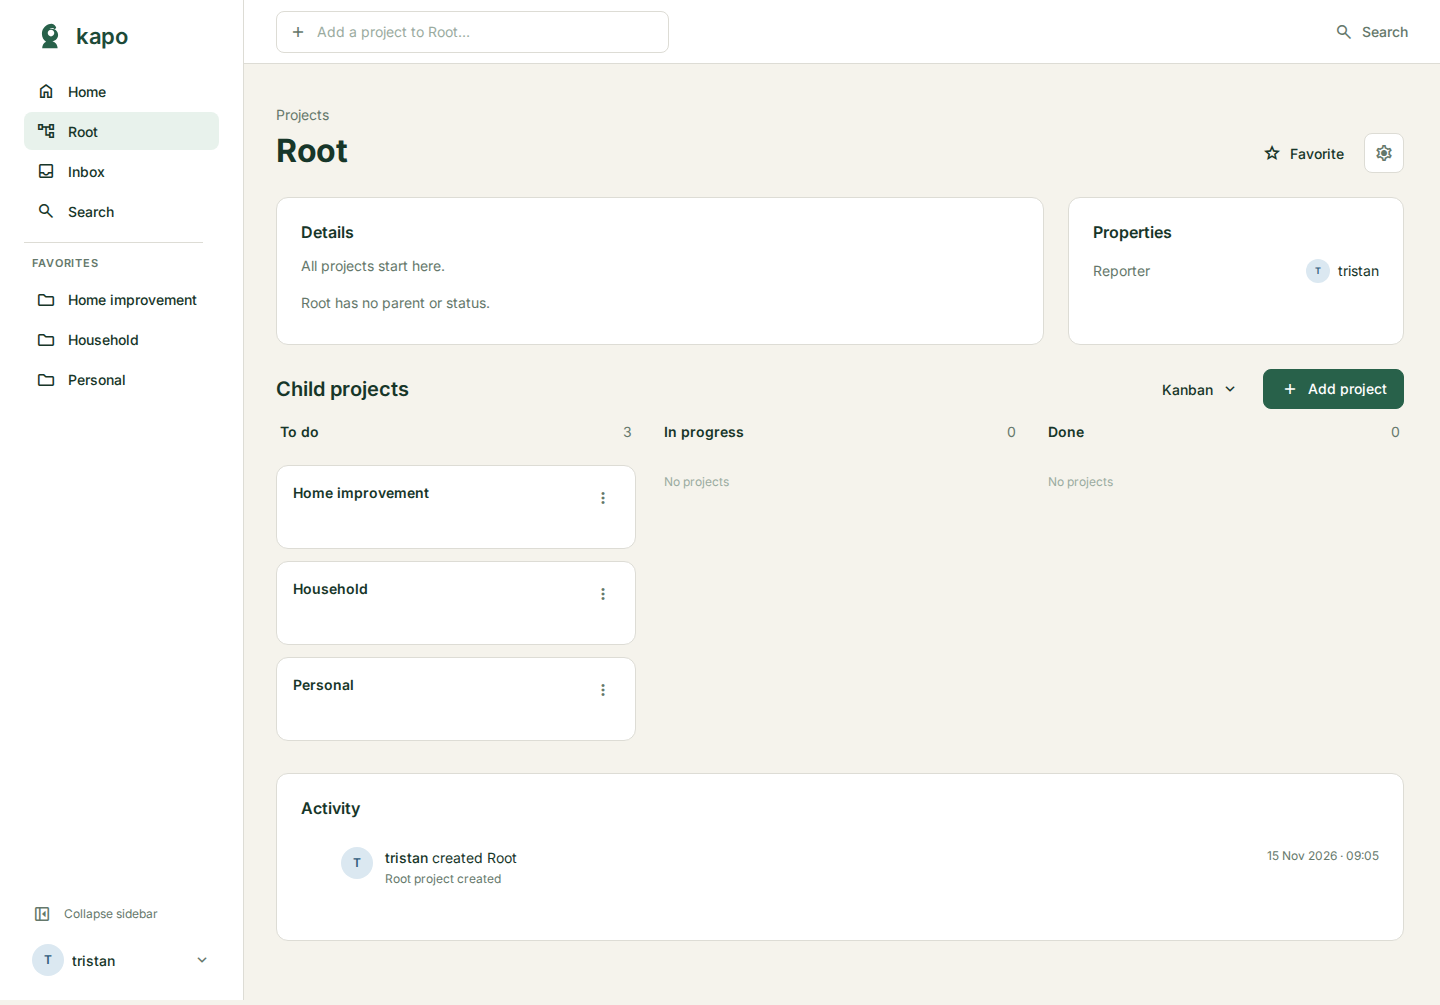 kapo
Home
Root
Inbox
Search
FAVORITES
Home improvement
Household
Personal
Collapse sidebar
T tristan
Add a project to Root...
Search
Projects
Root
Favorite
Details
All projects start here.
Root has no parent or status.
Properties
Reporter T tristan
Child projects
Kanban
Add project
To do 3
Home improvement
Household
Personal
In progress 0
No projects
Done 0
No projects
Activity
T tristan created Root 15 Nov 2026 · 09:05
Root project created